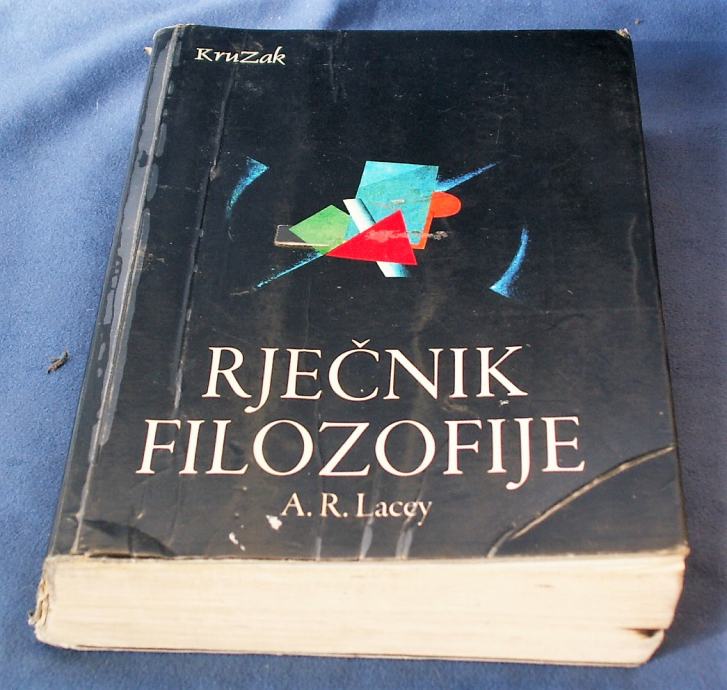 KruZak
RJEČNIK
FILOZOFIJE
A. R. Lacey